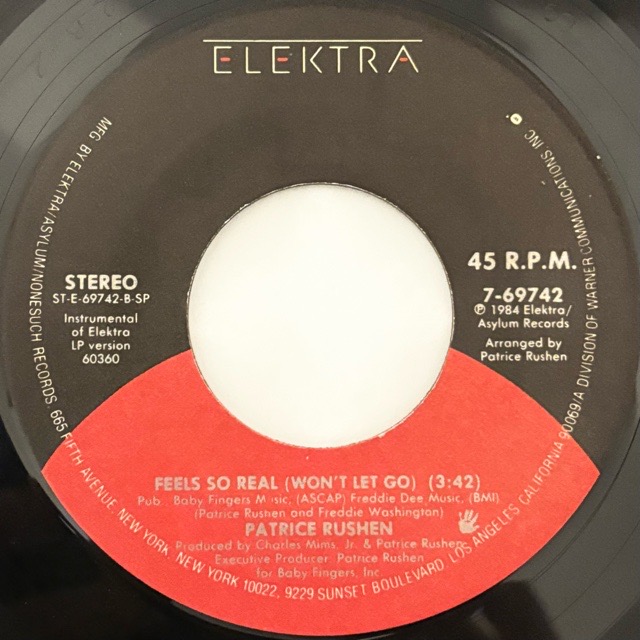 ELEKTRA
MFG. BY ELEKTRA/ASYLUM/NONESUCH RECORDS, 665 FIFTH AVENUE, NEW YORK, NEW YORK 10022, 9229 SUNSET BOULEVARD, LOS ANGELES, CALIFORNIA 90069/A DIVISION OF WARNER COMMUNICATIONS INC.
STEREO
ST-E-69742-B-SP
Instrumental
of Elektra
LP version
60360
45 R.P.M.
7-69742
℗ 1984 Elektra/
Asylum Records
Arranged by
Patrice Rushen
FEELS SO REAL (WON'T LET GO) (3:42)
Pub. Baby Fingers Music, (ASCAP) Freddie Dee Music, (BMI)
(Patrice Rushen and Freddie Washington)
PATRICE RUSHEN
Produced by Charles Mims, Jr. & Patrice Rushen
Executive Producer: Patrice Rushen
for Baby Fingers, Inc.